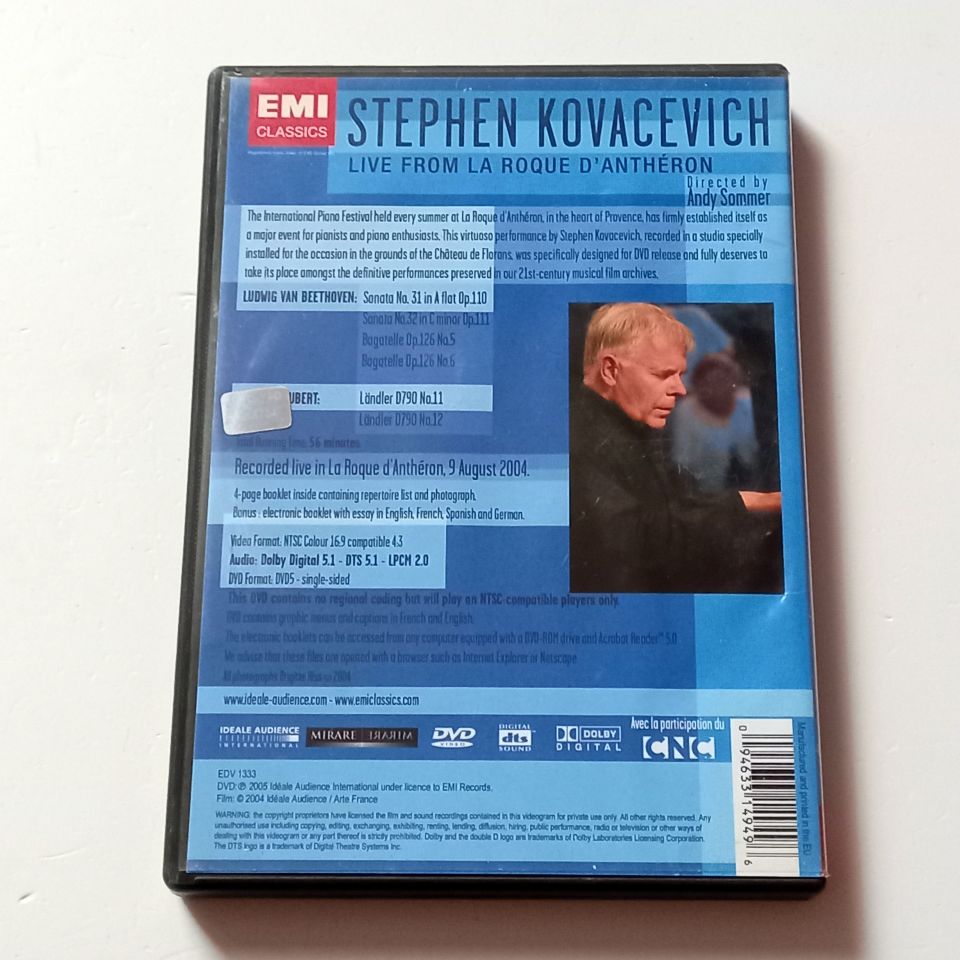 EMI
CLASSICS
STEPHEN KOVACEVICH
LIVE FROM LA ROQUE D'ANTHÉRON
Directed by
Andy Sommer
The International Piano Festival held every summer at La Roque d'Anthéron, in the heart of Provence, has firmly established itself as
a major event for pianists and piano enthusiasts. This virtuoso performance by Stephen Kovacevich, recorded in a studio specially
installed for the occasion in the grounds of the Château de Florans, was specifically designed for DVD release and fully deserves to
take its place amongst the definitive performances preserved in our 21st-century musical film archives.
LUDWIG VAN BEETHOVEN: Sonata No. 31 in A flat Op.110
Sonata No.32 in C minor Op.111
Bagatelle Op.126 No.5
Bagatelle Op.126 No.6
UBERT: Ländler D790 No.11
Ländler D790 No.12
Total Running time: 56 minutes
Recorded live in La Roque d'Anthéron, 9 August 2004.
4-page booklet inside containing repertoire list and photograph.
Bonus : electronic booklet with essay in English, French, Spanish and German.
Video Format: NTSC Colour 16.9 compatible 4.3
Audio: Dolby Digital 5.1 - DTS 5.1 - LPCM 2.0
DVD Format: DVD5 - single-sided
This DVD contains no regional coding but will play on NTSC-compatible players only.
DVD contains graphic menus and captions in French and English.
The electronic booklets can be accessed from any computer equipped with a DVD-ROM drive and Acrobat Reader™ 5.0
We advise that these files are opened with a browser such as Internet Explorer or Netscape
All photographs 2004
www.ideale-audience.com - www.emiclassics.com
IDEALE AUDIENCE
INTERNATIONAL
MIRARE
DVD
VIDEO
DIGITAL
dts
SOUND
DOLBY
DIGITAL
Avec la participation du
CNC
EDV 1333
DVD: ℗ 2005 Idéale Audience International under licence to EMI Records.
Film: © 2004 Idéale Audience / Arte France
WARNING: the copyright proprietors have licensed the film and sound recordings contained in this videogram for private use only. All other rights reserved. Any
unauthorised use including copying, editing, exchanging, exhibiting, renting, lending, diffusion, hiring, public performance, radio or television or other ways of
dealing with this videogram or any part thereof is strictly prohibited. Dolby and the double D logo are trademarks of Dolby Laboratories Licensing Corporation.
The DTS logo is a trademark of Digital Theatre Systems Inc.
0 94633 14949 6
Manufactured and printed in the EU